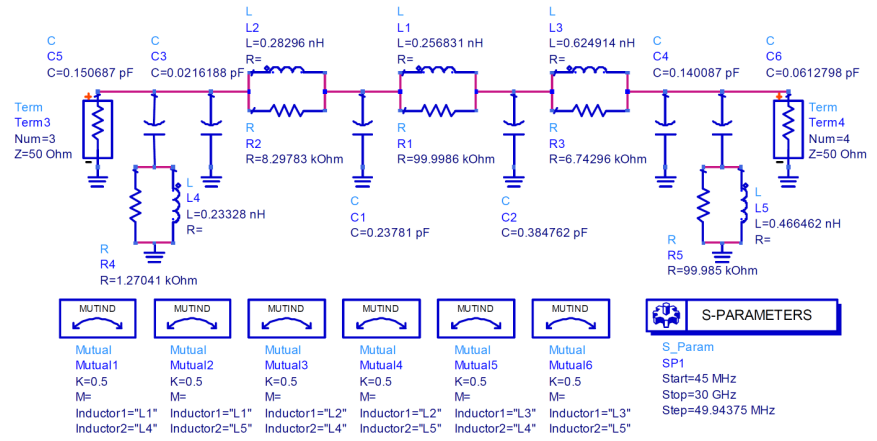 L
L2
L=0.28296 nH
R=
L
L1
L=0.256831 nH
R=
L
L3
L=0.624914 nH
R=
C
C5
C=0.150687 pF
C
C3
C=0.0216188 pF
C
C4
C=0.140087 pF
C
C6
C=0.0612798 pF
Term
Term3
Num=3
Z=50 Ohm
+
-
R
R2
R=8.29783 kOhm
R
R1
R=99.9986 kOhm
R
R3
R=6.74296 kOhm
+
-
Term
Term4
Num=4
Z=50 Ohm
L
L4
L=0.23328 nH
R=
R
R4
R=1.27041 kOhm
C
C1
C=0.23781 pF
C
C2
C=0.384762 pF
L
L5
L=0.466462 nH
R=
R
R5
R=99.985 kOhm
MUTIND
Mutual
Mutual1
K=0.5
M=
Inductor1="L1"
Inductor2="L4"
MUTIND
Mutual
Mutual2
K=0.5
M=
Inductor1="L1"
Inductor2="L5"
MUTIND
Mutual
Mutual3
K=0.5
M=
Inductor1="L2"
Inductor2="L4"
MUTIND
Mutual
Mutual4
K=0.5
M=
Inductor1="L2"
Inductor2="L5"
MUTIND
Mutual
Mutual5
K=0.5
M=
Inductor1="L3"
Inductor2="L4"
MUTIND
Mutual
Mutual6
K=0.5
M=
Inductor1="L3"
Inductor2="L5"
S-PARAMETERS
S_Param
SP1
Start=45 MHz
Stop=30 GHz
Step=49.94375 MHz